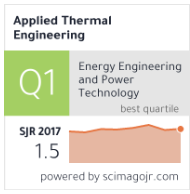 Applied Thermal
Engineering
Q1
Energy Engineering
and Power
Technology
best quartile
SJR 2017
1.5
powered by scimagojr.com